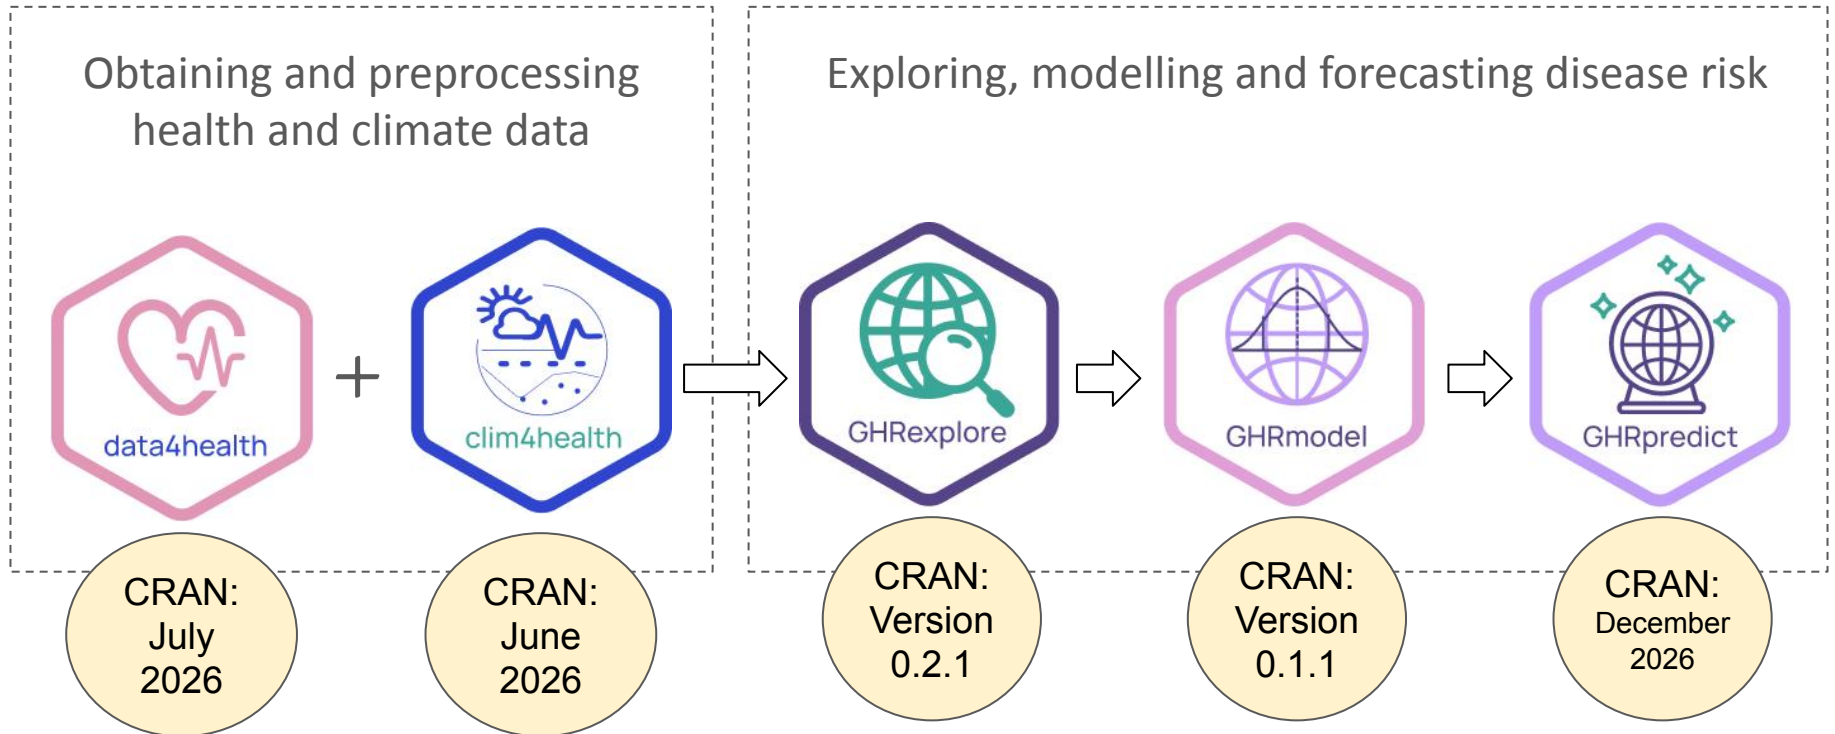 Obtaining and preprocessing
health and climate data
Exploring, modelling and forecasting disease risk
data4health
+
clim4health
GHRexplore
GHRmodel
GHRpredict
CRAN:
July
2026
CRAN:
June
2026
CRAN:
Version
0.2.1
CRAN:
Version
0.1.1
CRAN:
December
2026